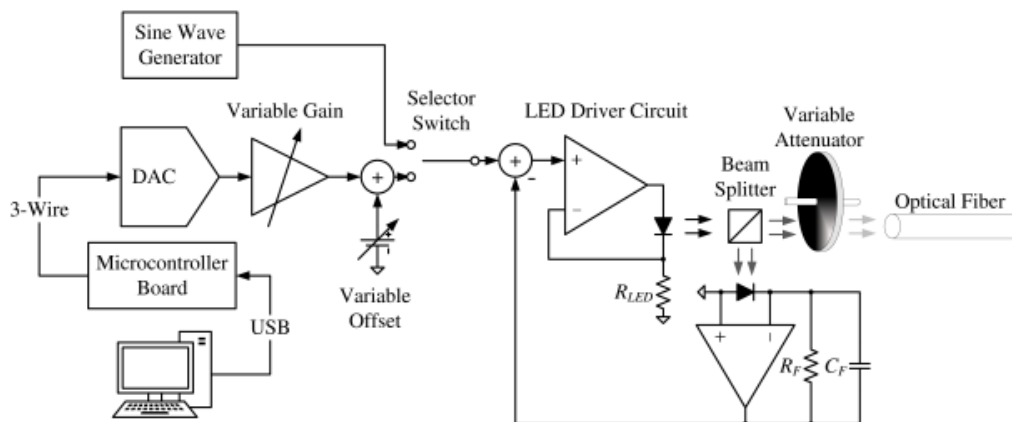 Sine Wave
Generator
Variable Gain
Selector
Switch
LED Driver Circuit
Variable
Attenuator
Beam
Splitter
DAC
3-Wire
Optical Fiber
+
-
+
−
+
+
-
Microcontroller
Board
Variable
Offset
USB
R_LED
+
−
R_F
C_F